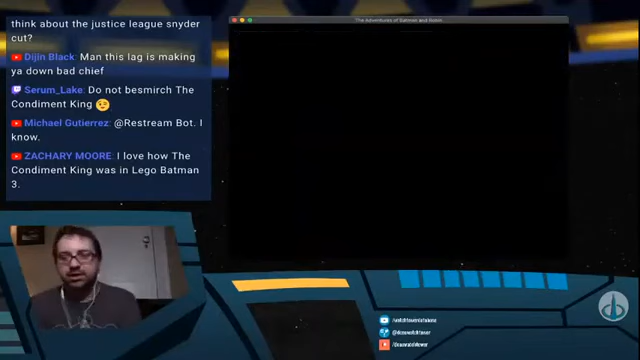 think about the justice league snyder
cut?
Dijin Black: Man this lag is making
ya down bad chief
Serum_Lake: Do not besmirch The
Condiment King
Michael Gutierrez: @Restream Bot. I
know.
ZACHARY MOORE: I love how The
Condiment King was in Lego Batman
3.
The Adventures of Batman and Robin